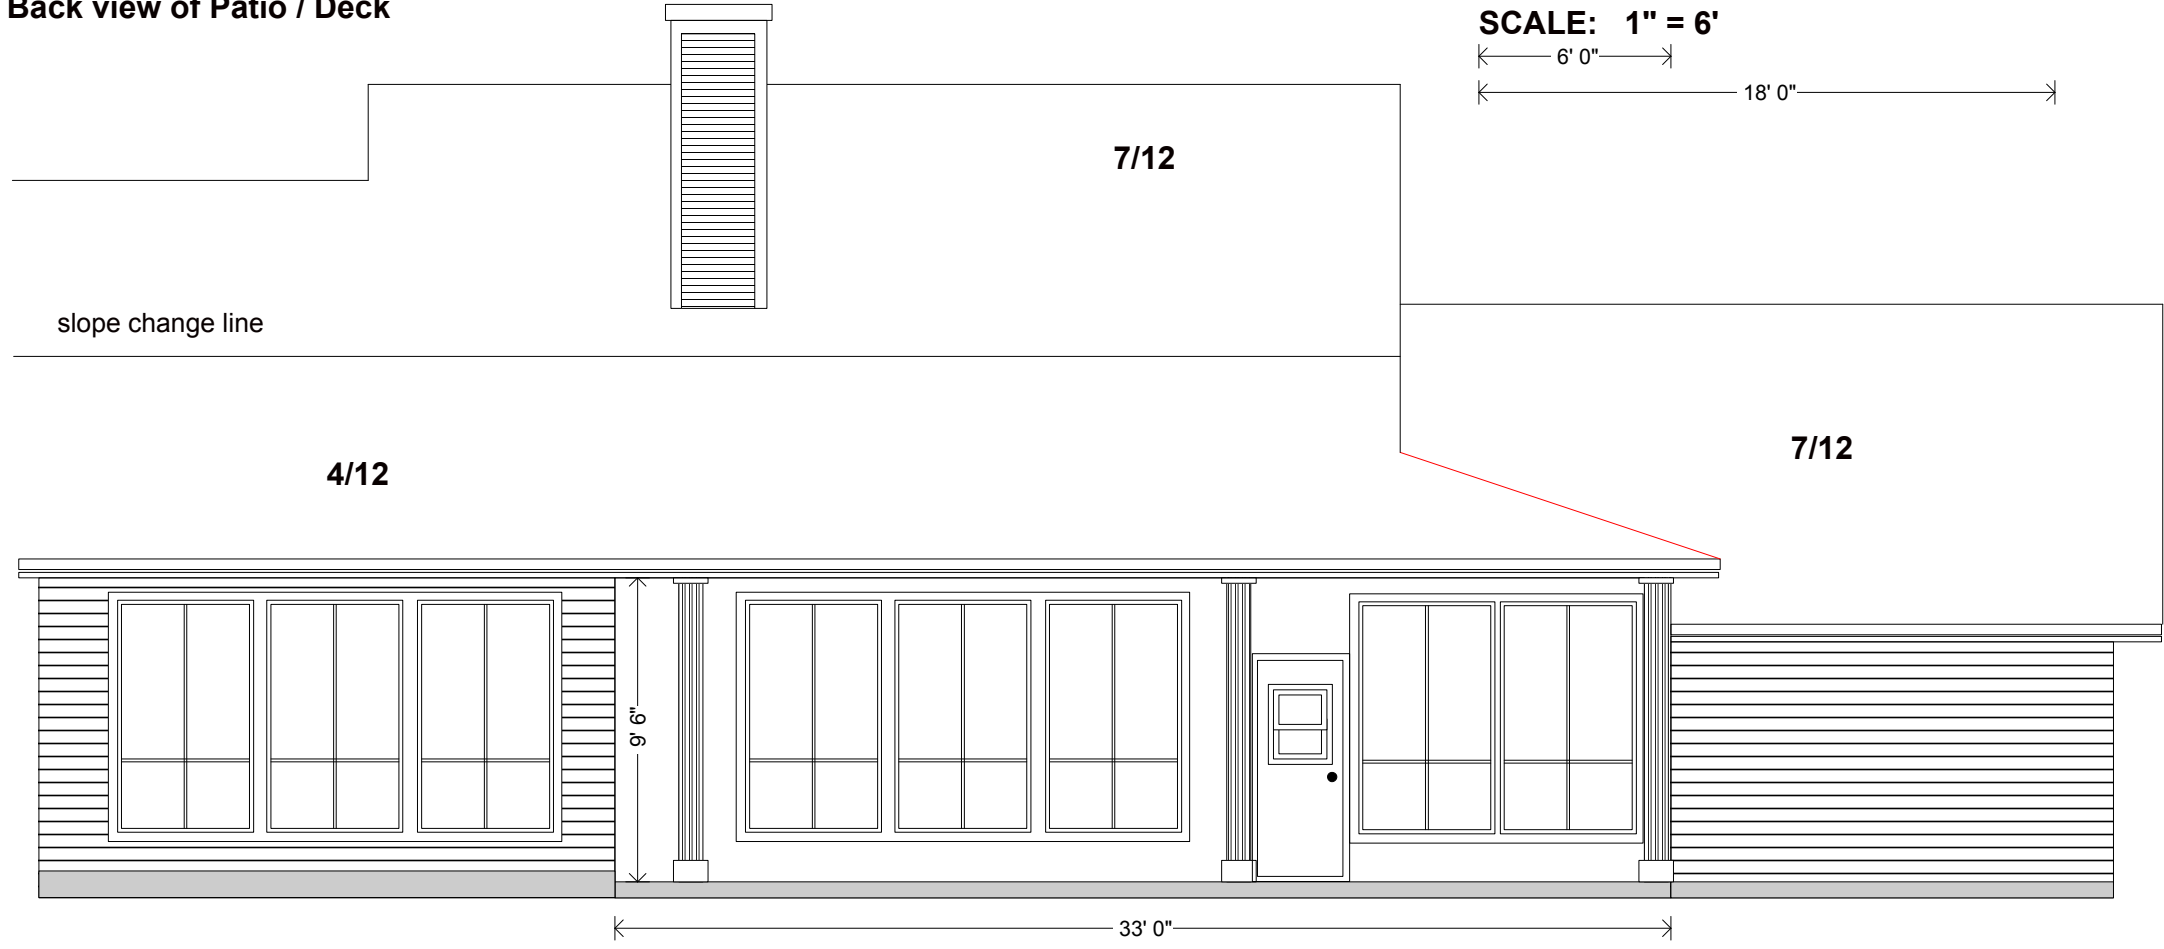 Back view of Patio / Deck
SCALE: 1" = 6'
6' 0"
18' 0"
7/12
slope change line
7/12
4/12
9' 6"
33' 0"